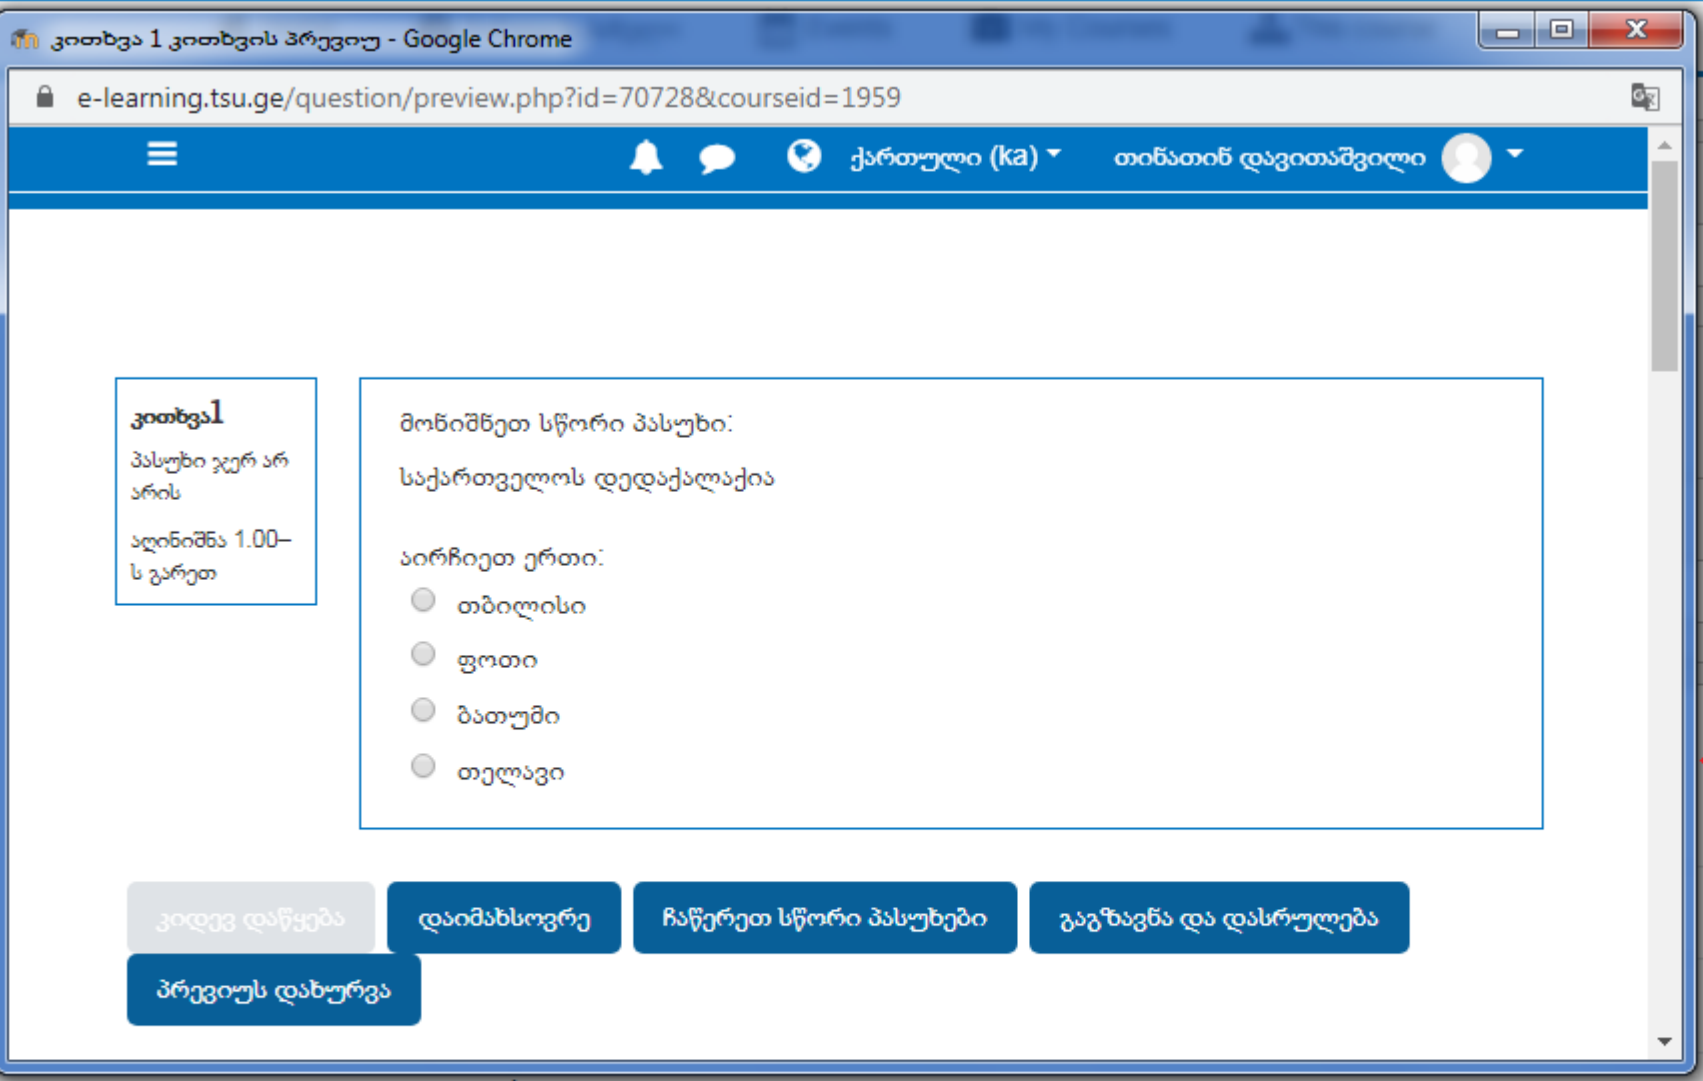 კითხვა 1 კითხვის პრევიუ - Google Chrome
e-learning.tsu.ge/question/preview.php?id=70728&courseid=1959
ქართული (ka) თინათინ დავითაშვილი
კითხვა1
პასუხი ჯერ არ
არის
აღინიშნა 1.00–
ს გარეთ
მონიშნეთ სწორი პასუხი:
საქართველოს დედაქალაქია
აირჩიეთ ერთი:
თბილისი
ფოთი
ბათუმი
თელავი
კიდევ დაწყება
დაიმახსოვრე
ჩაწერეთ სწორი პასუხები
გაგზავნა და დასრულება
პრევიუს დახურვა